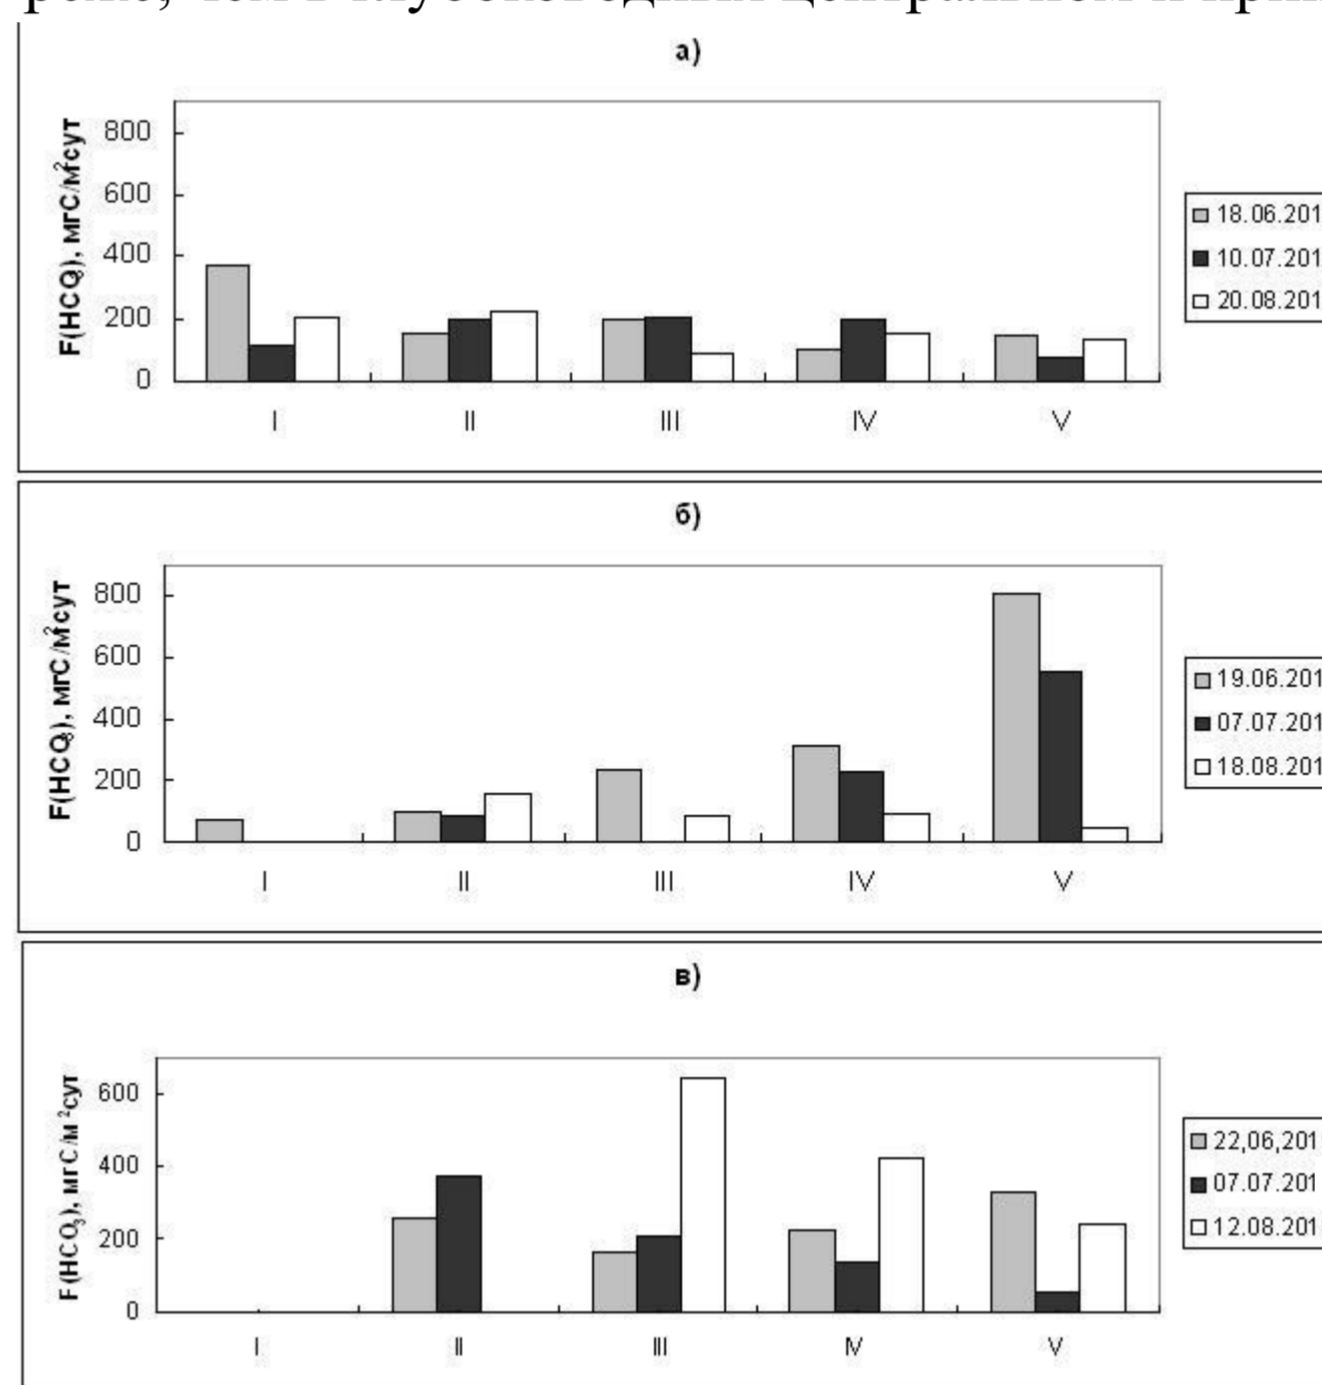 чем в глубоководных центральном и
а)
F(HCO3), мгС/м2сут
800
600
400
200
0
I II III IV V
18.06.201
10.07.201
20.08.201
б)
F(HCO3), мгС/м2сут
800
600
400
200
0
I II III IV V
19.06.201
07.07.201
18.08.201
в)
F(HCO3), мгС/м2сут
600
400
200
0
I II III IV V
22,06,201
07.07.201
12.08.201